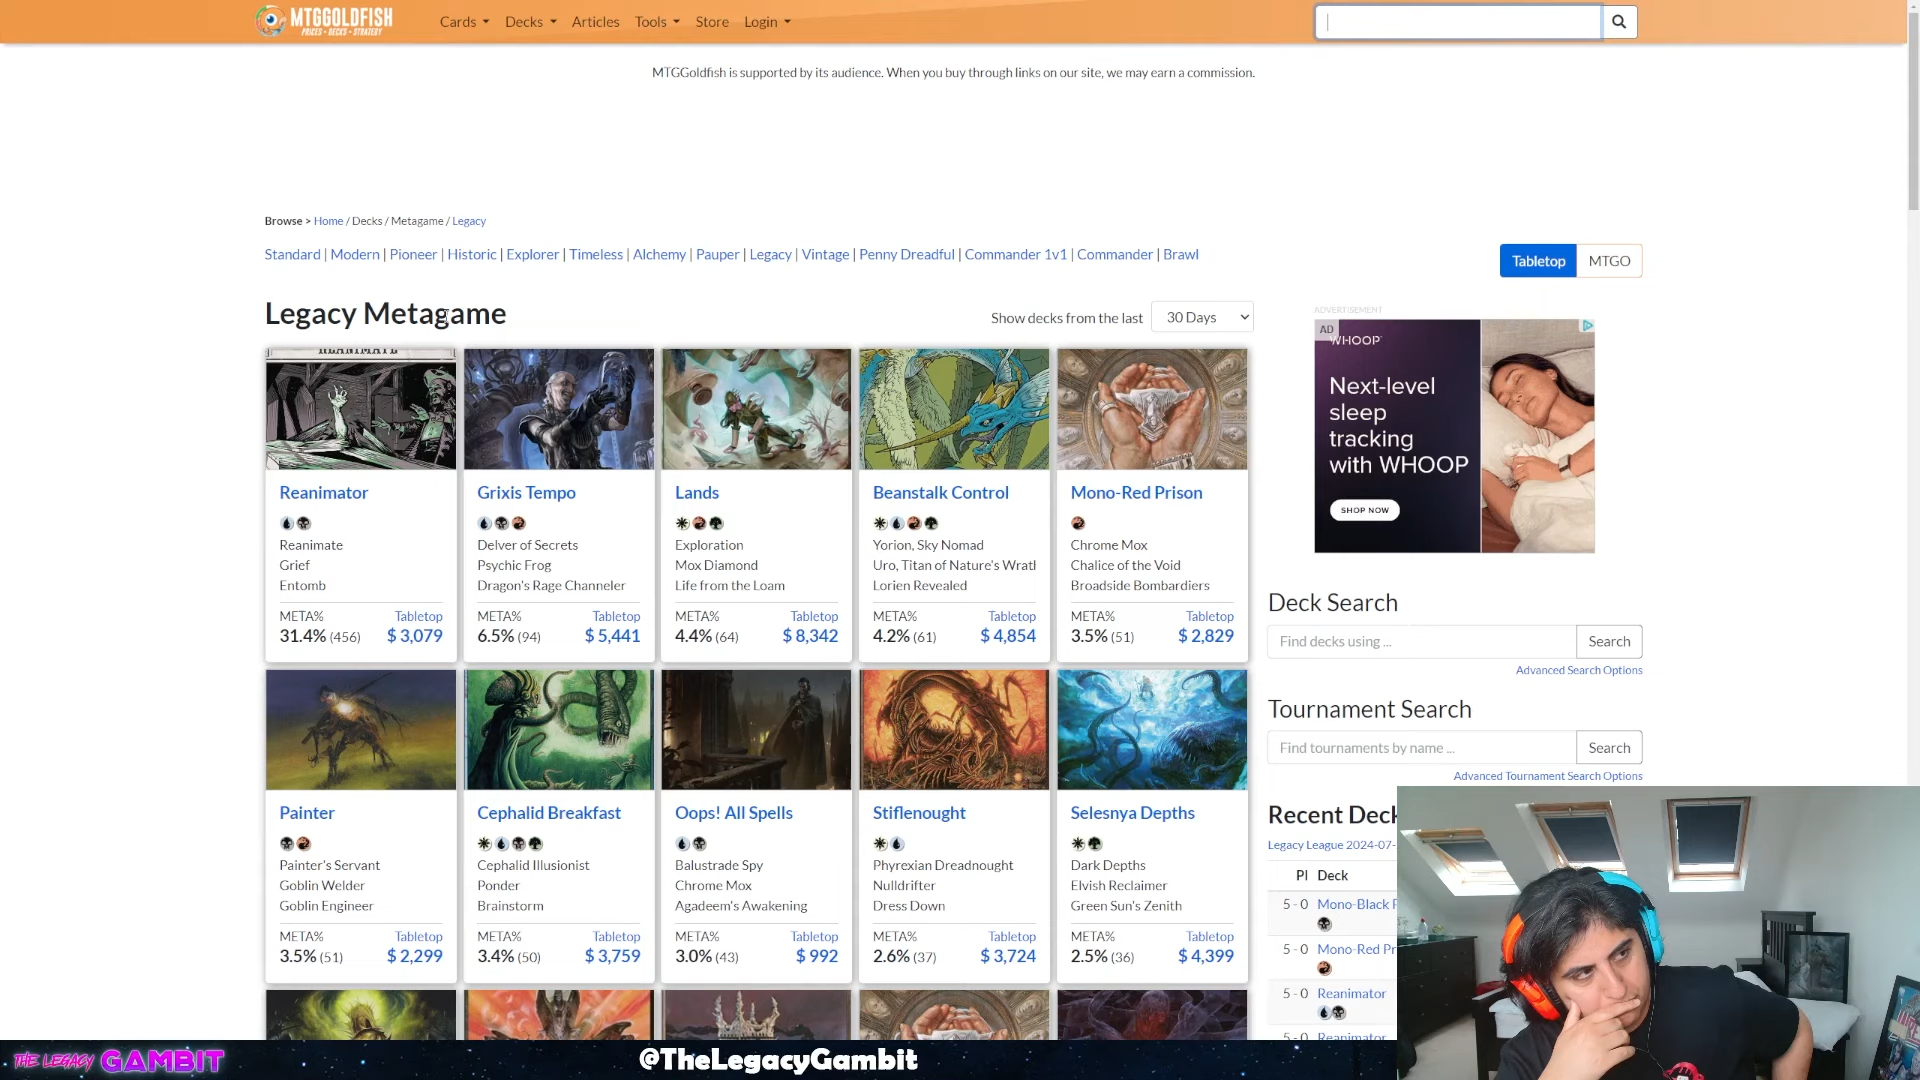 MTGGOLDFISH
PRICES • DECKS • STRATEGY
Cards
Decks
Articles
Tools
Store
Login
MTGGoldfish is supported by its audience. When you buy through links on our site, we may earn a commission.
Browse > Home / Decks / Metagame / Legacy
Standard | Modern | Pioneer | Historic | Explorer | Timeless | Alchemy | Pauper | Legacy | Vintage | Penny Dreadful | Commander 1v1 | Commander | Brawl
Tabletop
MTGO
Legacy Metagame
Show decks from the last
30 Days
REANIMATE
Reanimator
Reanimate
Grief
Entomb
META%
Tabletop
31.4% (456)
$ 3,079
Grixis Tempo
Delver of Secrets
Psychic Frog
Dragon's Rage Channeler
META%
Tabletop
6.5% (94)
$ 5,441
Lands
Exploration
Mox Diamond
Life from the Loam
META%
Tabletop
4.4% (64)
$ 8,342
Beanstalk Control
Yorion, Sky Nomad
Uro, Titan of Nature's Wratl
Lorien Revealed
META%
Tabletop
4.2% (61)
$ 4,854
Mono-Red Prison
Chrome Mox
Chalice of the Void
Broadside Bombardiers
META%
Tabletop
3.5% (51)
$ 2,829
Painter
Painter's Servant
Goblin Welder
Goblin Engineer
META%
Tabletop
3.5% (51)
$ 2,299
Cephalid Breakfast
Cephalid Illusionist
Ponder
Brainstorm
META%
Tabletop
3.4% (50)
$ 3,759
Oops! All Spells
Balustrade Spy
Chrome Mox
Agadeem's Awakening
META%
Tabletop
3.0% (43)
$ 992
Stiflenought
Phyrexian Dreadnought
Nulldrifter
Dress Down
META%
Tabletop
2.6% (37)
$ 3,724
Selesnya Depths
Dark Depths
Elvish Reclaimer
Green Sun's Zenith
META%
Tabletop
2.5% (36)
$ 4,399
ADVERTISEMENT
AD
WHOOP
Next-level
sleep
tracking
with WHOOP
SHOP NOW
Deck Search
Find decks using ...
Search
Advanced Search Options
Tournament Search
Find tournaments by name ...
Search
Advanced Tournament Search Options
Recent Deck
Legacy League 2024-07-
Pl Deck
5 - 0 Mono-Black
5 - 0 Mono-Red Pr
5 - 0 Reanimator
5 - 0 Reanimator
THE LEGACY GAMBIT
@TheLegacyGambit